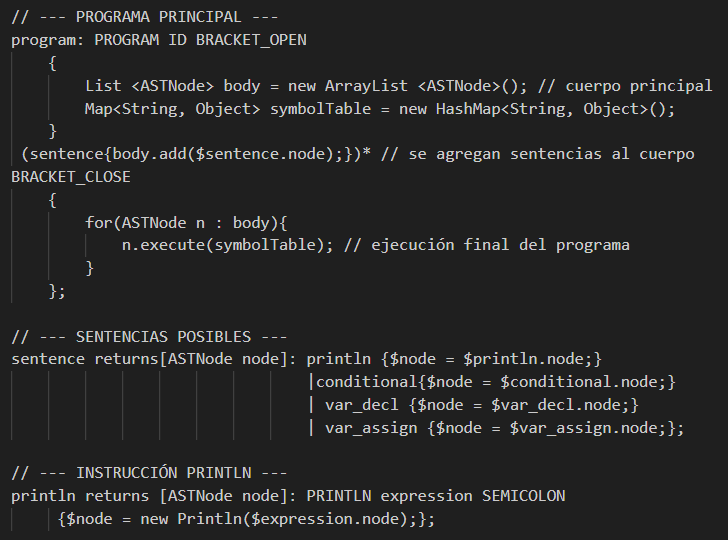 // --- PROGRAMA PRINCIPAL ---
program: PROGRAM ID BRACKET_OPEN
{
List <ASTNode> body = new ArrayList <ASTNode>(); // cuerpo principal
Map<String, Object> symbolTable = new HashMap<String, Object>();
}
(sentence{body.add($sentence.node);})* // se agregan sentencias al cuerpo
BRACKET_CLOSE
{
for(ASTNode n : body){
n.execute(symbolTable); // ejecución final del programa
}
};
// --- SENTENCIAS POSIBLES ---
sentence returns[ASTNode node]: println {$node = $println.node;}
|conditional{$node = $conditional.node;}
| var_decl {$node = $var_decl.node;}
| var_assign {$node = $var_assign.node;};
// --- INSTRUCCIÓN PRINTLN ---
println returns [ASTNode node]: PRINTLN expression SEMICOLON
{$node = new Println($expression.node);};